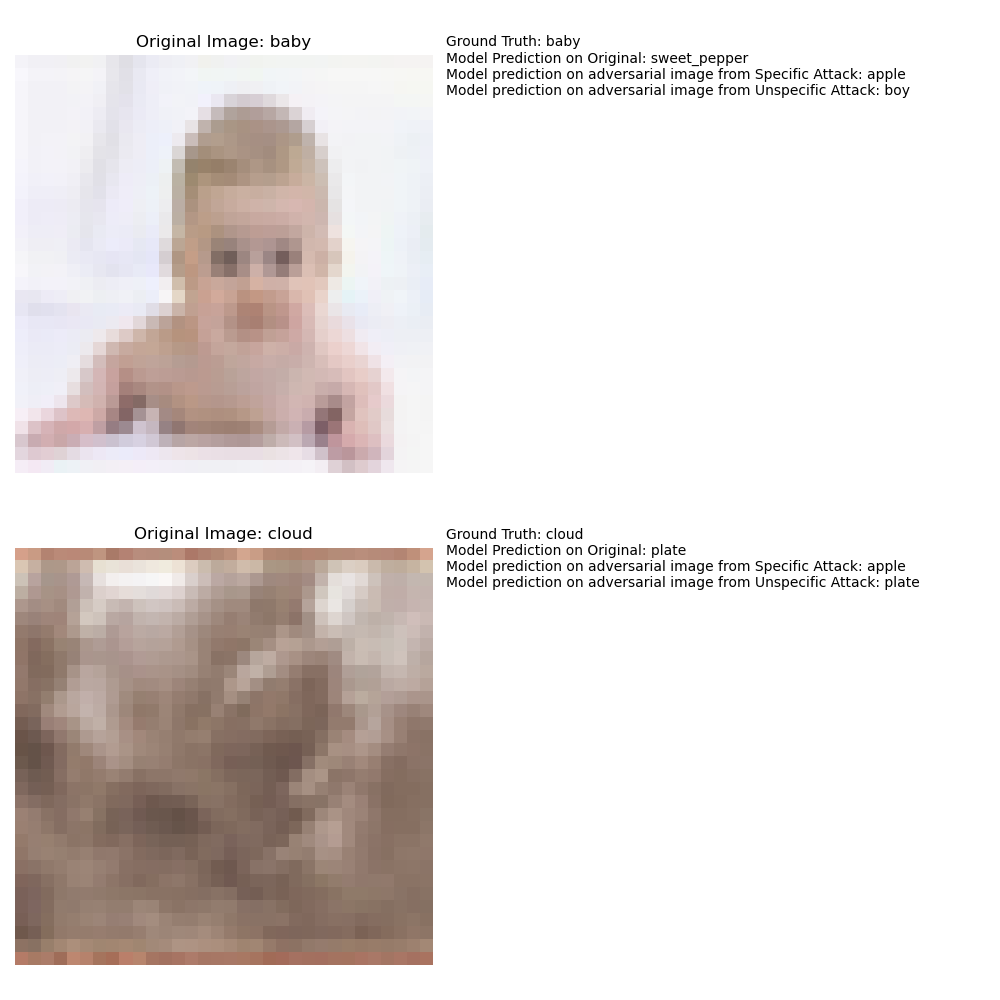 Original Image: baby
Ground Truth: baby
Model Prediction on Original: sweet_pepper
Model prediction on adversarial image from Specific Attack: apple
Model prediction on adversarial image from Unspecific Attack: boy
Original Image: cloud
Ground Truth: cloud
Model Prediction on Original: plate
Model prediction on adversarial image from Specific Attack: apple
Model prediction on adversarial image from Unspecific Attack: plate